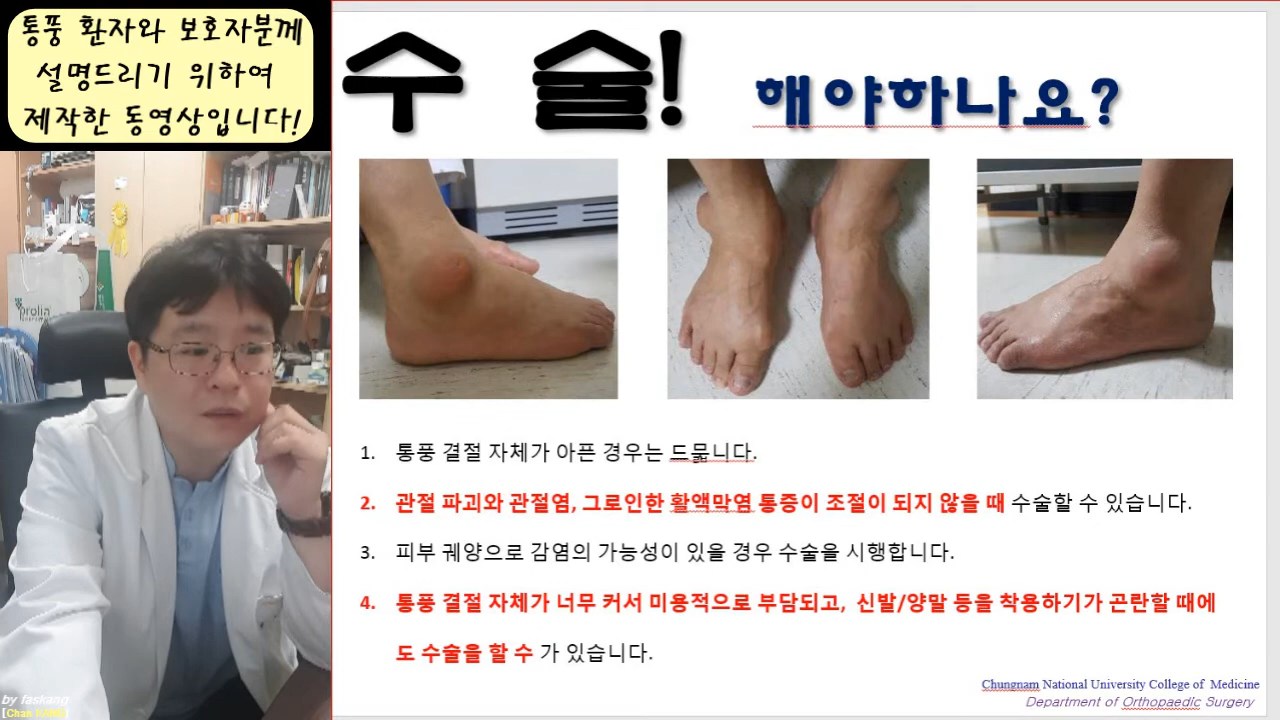 통풍 환자와 보호자분께
설명드리기 위하여
제작한 동영상입니다!
수 술! 해야하나요?
prolia
1. 통풍 결절 자체가 아픈 경우는 드뭅니다.
2. 관절 파괴와 관절염, 그로인한 활액막염 통증이 조절이 되지 않을 때 수술할 수 있습니다.
3. 피부 궤양으로 감염의 가능성이 있을 경우 수술을 시행합니다.
4. 통풍 결절 자체가 너무 커서 미용적으로 부담되고, 신발/양말 등을 착용하기가 곤란할 때에
도 수술을 할 수 가 있습니다.
Chungnam National University College of Medicine
Department of Orthopaedic Surgery
by faskang
[Chan KANG]